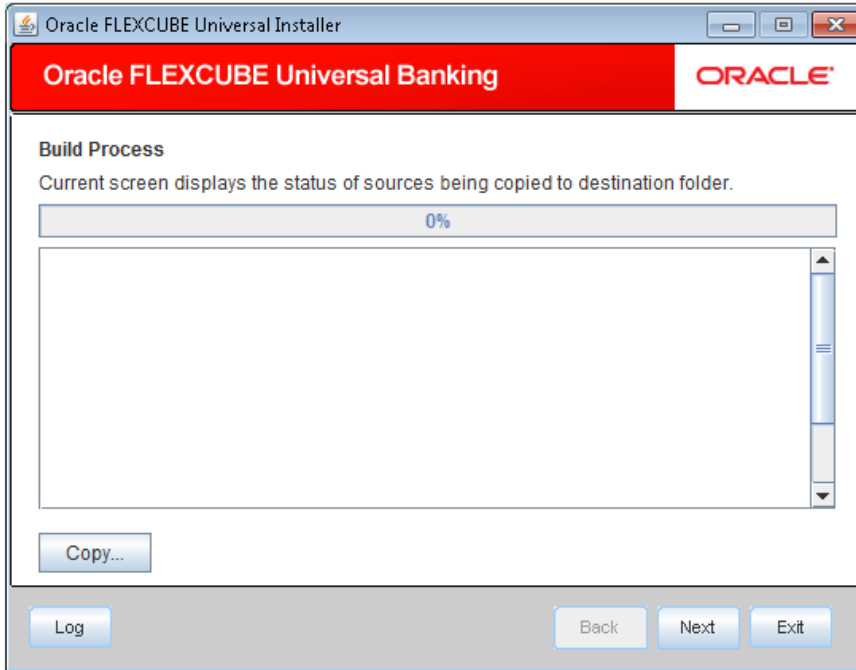 Oracle FLEXCUBE Universal Installer
Oracle FLEXCUBE Universal Banking
ORACLE
Build Process
Current screen displays the status of sources being copied to destination folder.
0%
Copy...
Log
Back
Next
Exit